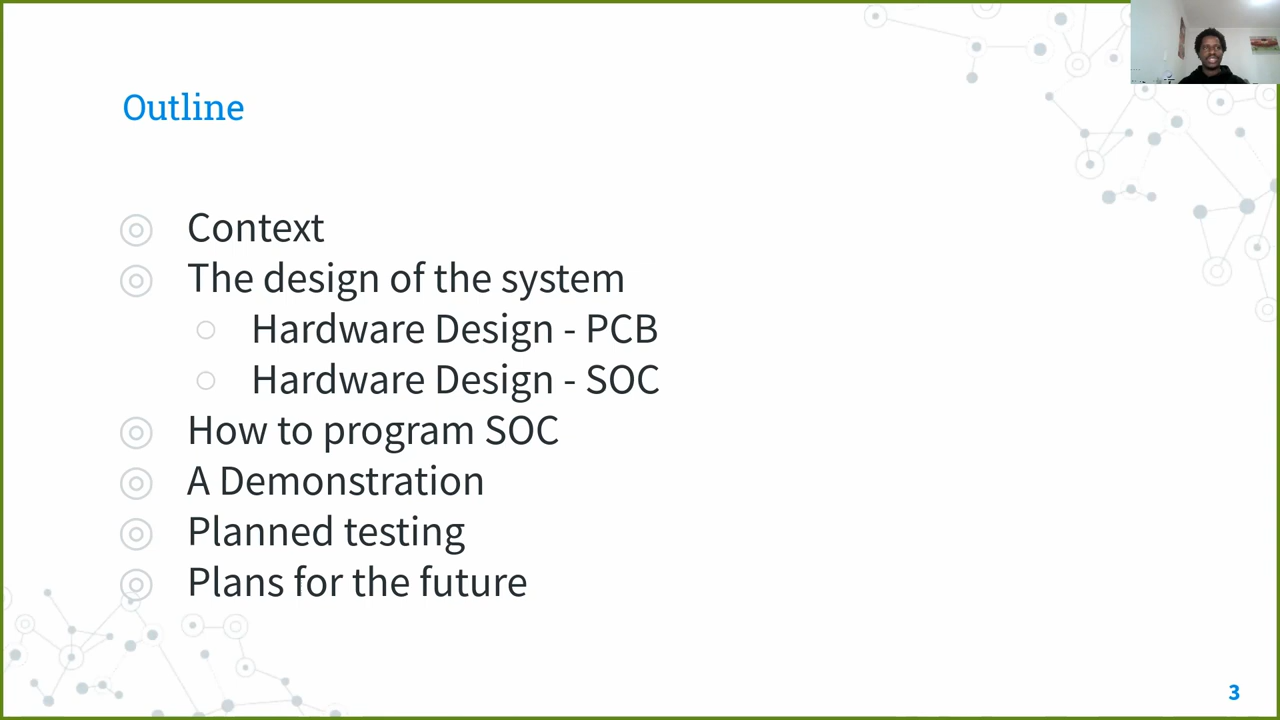 Outline
Context
The design of the system
Hardware Design - PCB
Hardware Design - SOC
How to program SOC
A Demonstration
Planned testing
Plans for the future
3